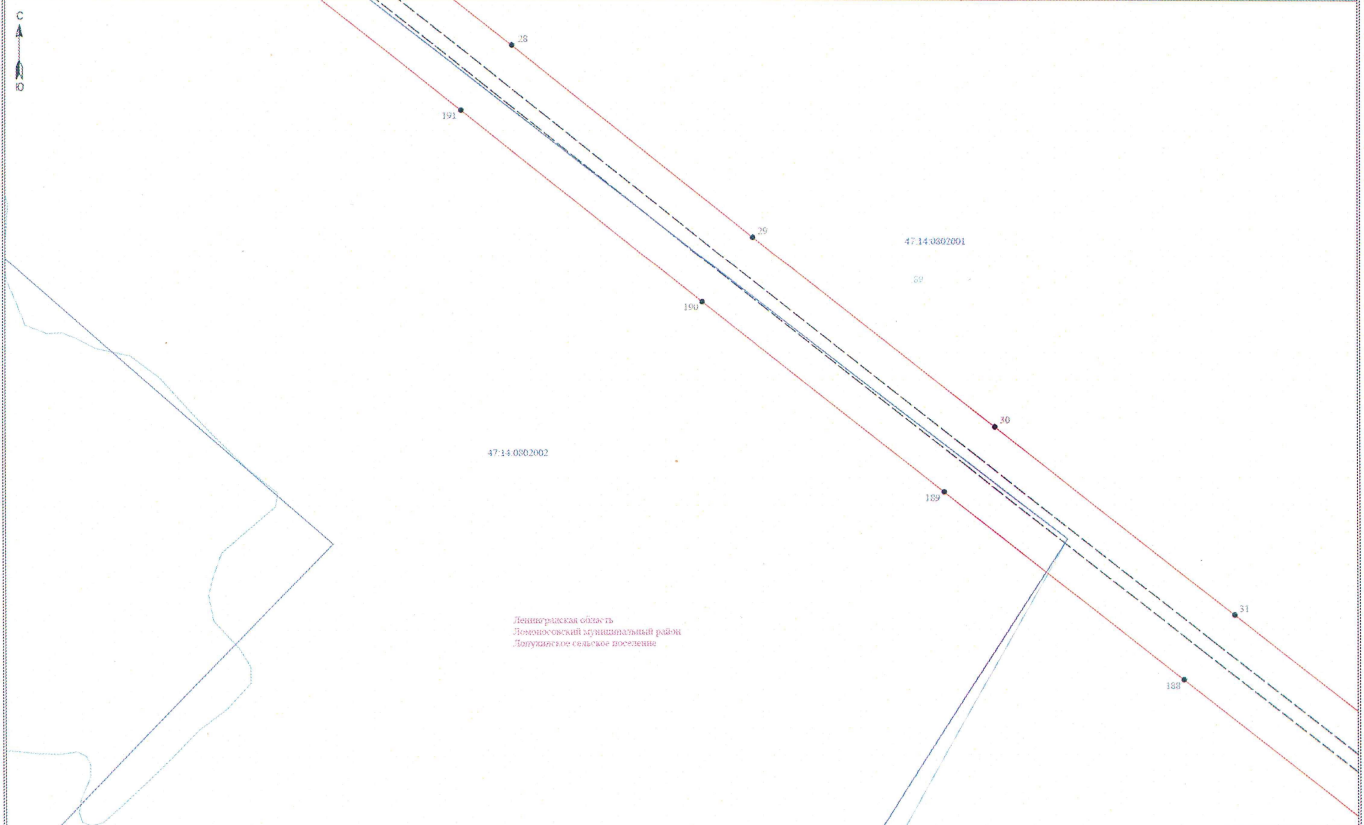 С
Ю
28
191
29
47:14:0802001
89
190
30
47:14:0802002
189
31
Ленинградская область
Ломоносовский муниципальный район
Лопухинское сельское поселение
188